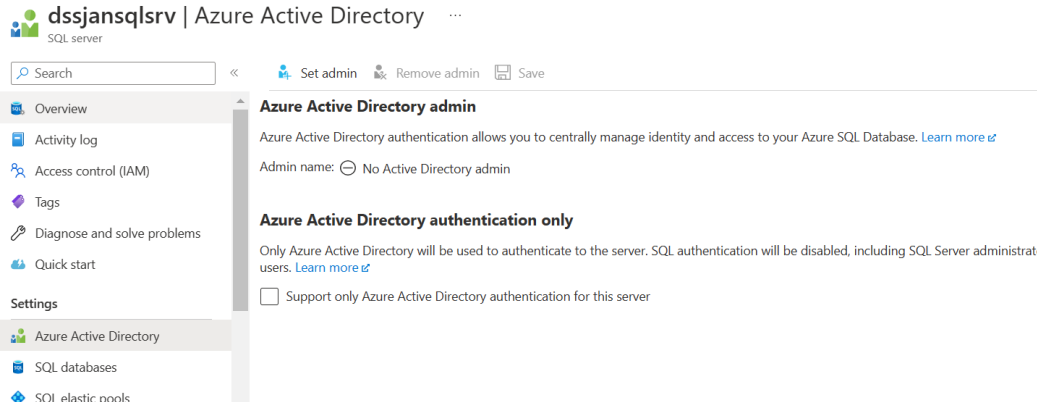 dssjansqlsrv | Azure Active Directory ...
SQL server
Search
«
Set admin
Remove admin
Save
Overview
Activity log
Access control (IAM)
Tags
Diagnose and solve problems
Quick start
Settings
Azure Active Directory
SQL databases
SQL elastic pools
Azure Active Directory admin
Azure Active Directory authentication allows you to centrally manage identity and access to your Azure SQL Database. Learn more
Admin name: No Active Directory admin
Azure Active Directory authentication only
Only Azure Active Directory will be used to authenticate to the server. SQL authentication will be disabled, including SQL Server administrat
users. Learn more
Support only Azure Active Directory authentication for this server